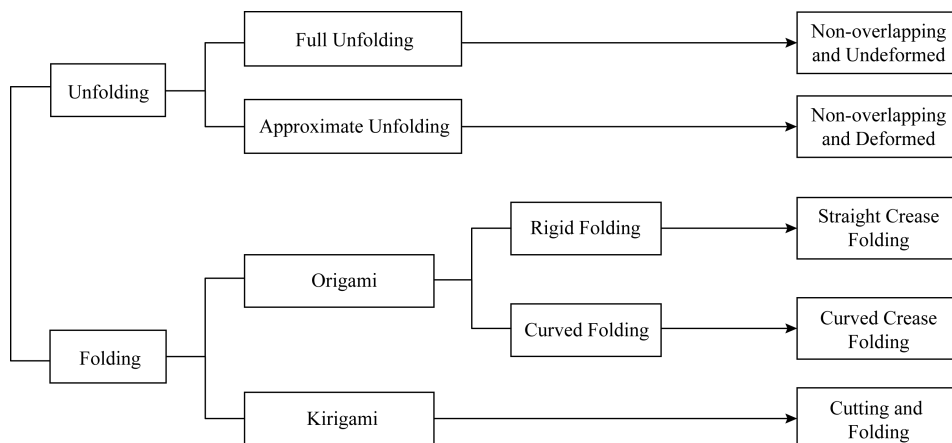 Full Unfolding
Non-overlapping
and Undeformed
Unfolding
Approximate Unfolding
Non-overlapping
and Deformed
Rigid Folding
Straight Crease
Folding
Origami
Curved Folding
Curved Crease
Folding
Folding
Kirigami
Cutting and
Folding